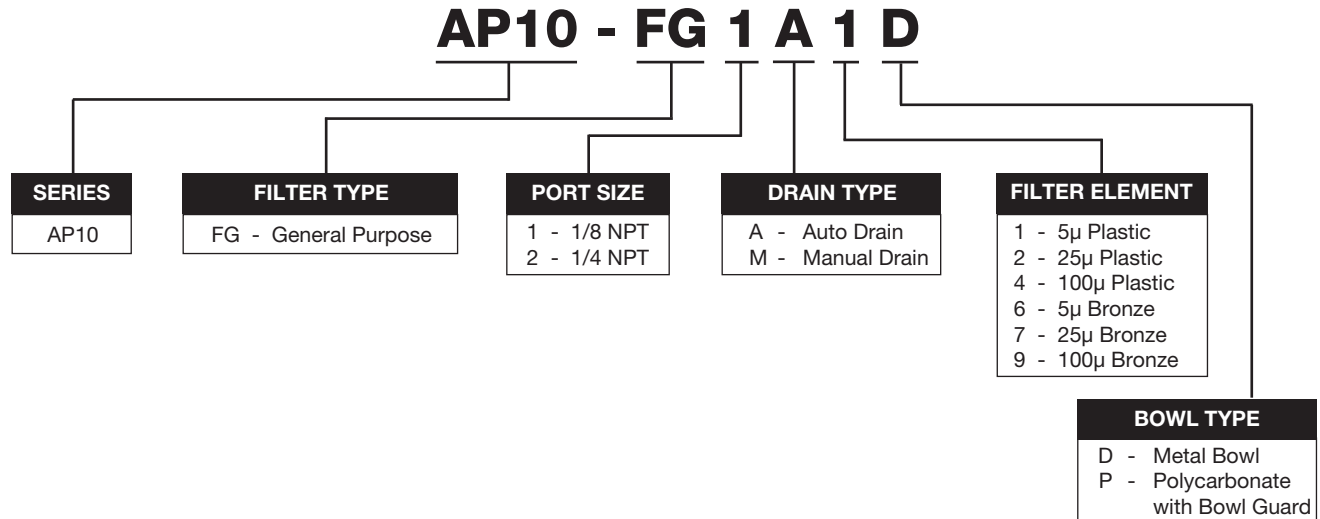 AP10 - FG 1 A 1 D
SERIES
AP10
FILTER TYPE
FG - General Purpose
PORT SIZE
1 - 1/8 NPT
2 - 1/4 NPT
DRAIN TYPE
A - Auto Drain
M - Manual Drain
FILTER ELEMENT
1 - 5µ Plastic
2 - 25µ Plastic
4 - 100µ Plastic
6 - 5µ Bronze
7 - 25µ Bronze
9 - 100µ Bronze
BOWL TYPE
D - Metal Bowl
P - Polycarbonate
with Bowl Guard